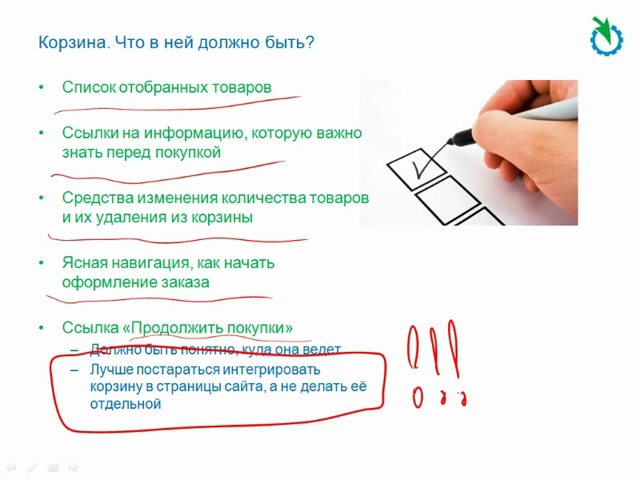 Корзина. Что в ней должно быть?
• Список отобранных товаров
• Ссылки на информацию, которую важно
знать перед покупкой
• Средства изменения количества товаров
и их удаления из корзины
• Ясная навигация, как начать
оформление заказа
• Ссылка «Продолжить покупки»
– Должно быть понятно, куда она ведет
– Лучше постараться интегрировать
корзину в страницы сайта, а не делать её
отдельной